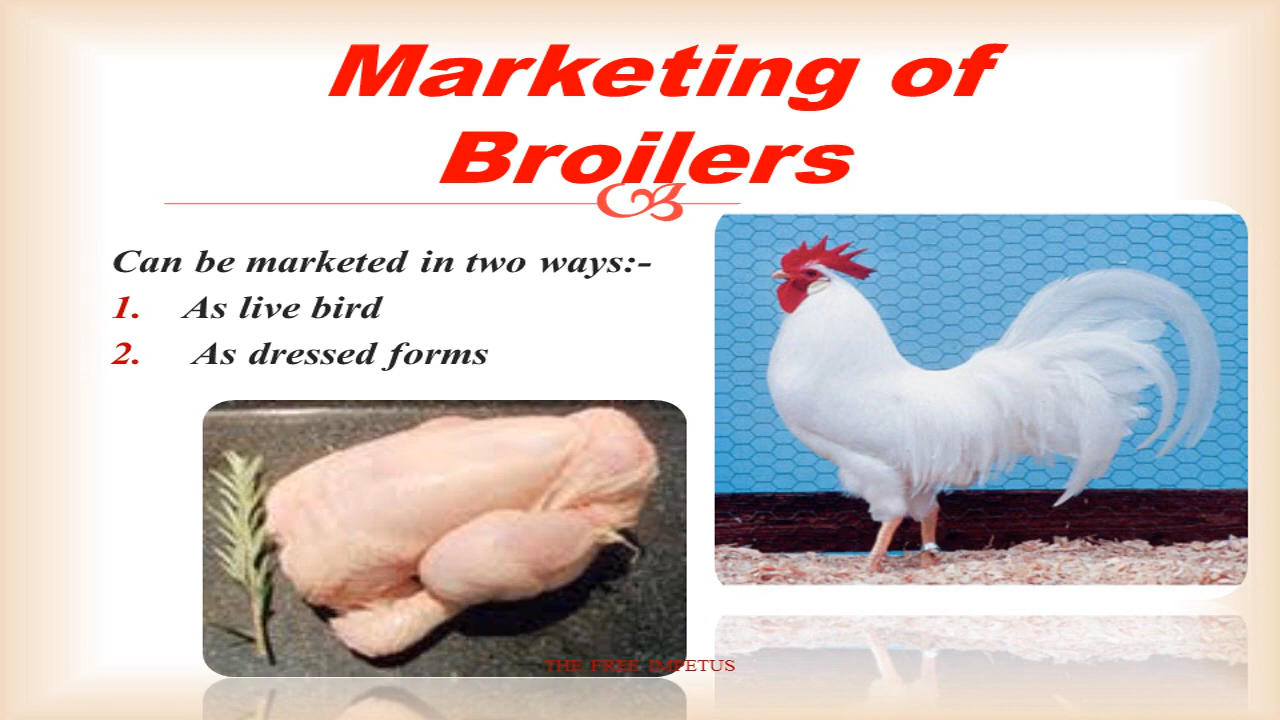 Marketing of
Broilers
Can be marketed in two ways:-
1. As live bird
2. As dressed forms
THE FREE IMPETUS